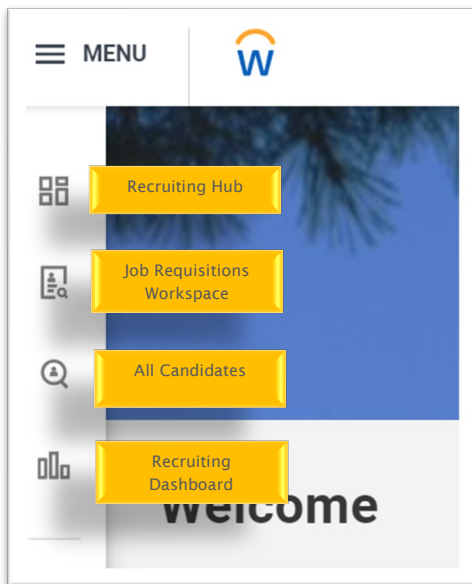 MENU
Recruiting Hub
Job Requisitions
Workspace
All Candidates
Recruiting
Dashboard
Welcome